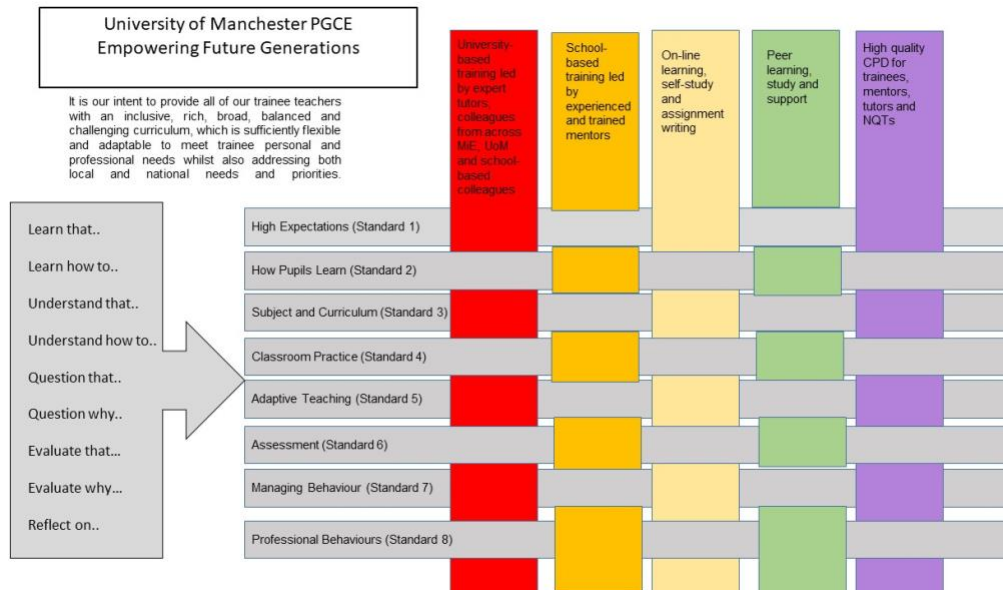 University of Manchester PGCE
Empowering Future Generations
It is our intent to provide all of our trainee teachers
with an inclusive, rich, broad, balanced and
challenging curriculum, which is sufficiently flexible
and adaptable to meet trainee personal and
professional needs whilst also addressing both
local and national needs and priorities.
University-
based
training led
by expert
tutors,
colleagues
from across
MiE, UoM
and school-
based
colleagues
School-
based
training led
by
experienced
and trained
mentors
On-line
learning,
self-study
and
assignment
writing
Peer
learning,
study and
support
High quality
CPD for
trainees,
mentors,
tutors and
NQTs
Learn that..
Learn how to..
Understand that..
Understand how to..
Question that..
Question why..
Evaluate that...
Evaluate why...
Reflect on..
High Expectations (Standard 1)
How Pupils Learn (Standard 2)
Subject and Curriculum (Standard 3)
Classroom Practice (Standard 4)
Adaptive Teaching (Standard 5)
Assessment (Standard 6)
Managing Behaviour (Standard 7)
Professional Behaviours (Standard 8)